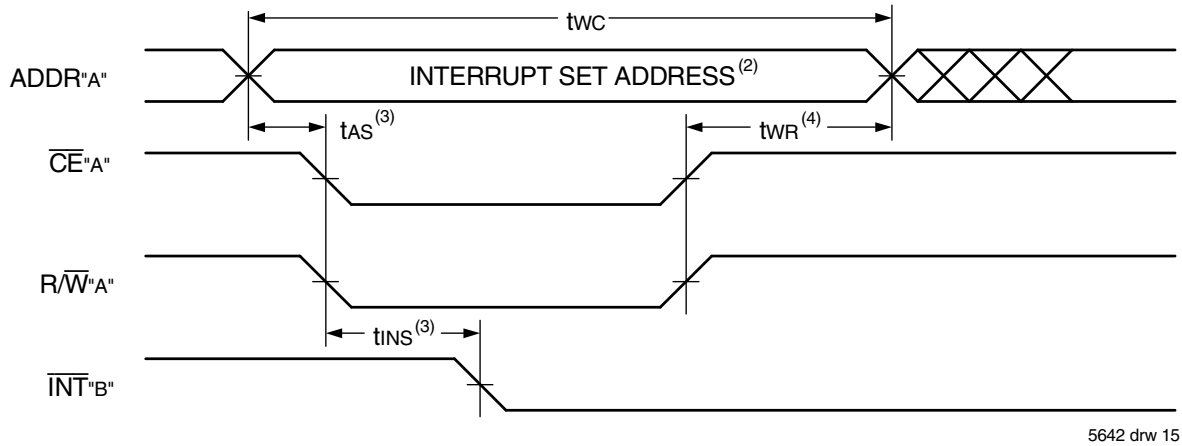 tWC
ADDR"A"
INTERRUPT SET ADDRESS(2)
tAS(3)
tWR(4)
CE"A"
R/W"A"
tINS(3)
INT"B"
5642 drw 15